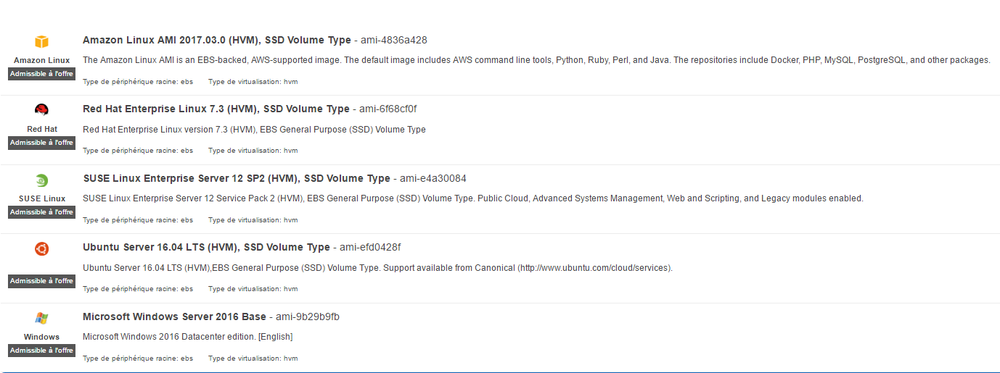 Amazon Linux AMI 2017.03.0 (HVM), SSD Volume Type - ami-4836a428
Amazon Linux
The Amazon Linux AMI is an EBS-backed, AWS-supported image. The default image includes AWS command line tools, Python, Ruby, Perl, and Java. The repositories include Docker, PHP, MySQL, PostgreSQL, and other packages.
Admissible à l'offre
Type de périphérique racine: ebs Type de virtualisation: hvm
Red Hat Enterprise Linux 7.3 (HVM), SSD Volume Type - ami-6f68cf0f
Red Hat
Red Hat Enterprise Linux version 7.3 (HVM), EBS General Purpose (SSD) Volume Type
Admissible à l'offre
Type de périphérique racine: ebs Type de virtualisation: hvm
SUSE Linux Enterprise Server 12 SP2 (HVM), SSD Volume Type - ami-e4a30084
SUSE Linux
SUSE Linux Enterprise Server 12 Service Pack 2 (HVM), EBS General Purpose (SSD) Volume Type. Public Cloud, Advanced Systems Management, Web and Scripting, and Legacy modules enabled.
Admissible à l'offre
Type de périphérique racine: ebs Type de virtualisation: hvm
Ubuntu Server 16.04 LTS (HVM), SSD Volume Type - ami-efd0428f
Ubuntu Server 16.04 LTS (HVM),EBS General Purpose (SSD) Volume Type. Support available from Canonical (http://www.ubuntu.com/cloud/services).
Admissible à l'offre
Type de périphérique racine: ebs Type de virtualisation: hvm
Microsoft Windows Server 2016 Base - ami-9b29b9fb
Windows
Microsoft Windows 2016 Datacenter edition. [English]
Admissible à l'offre
Type de périphérique racine: ebs Type de virtualisation: hvm